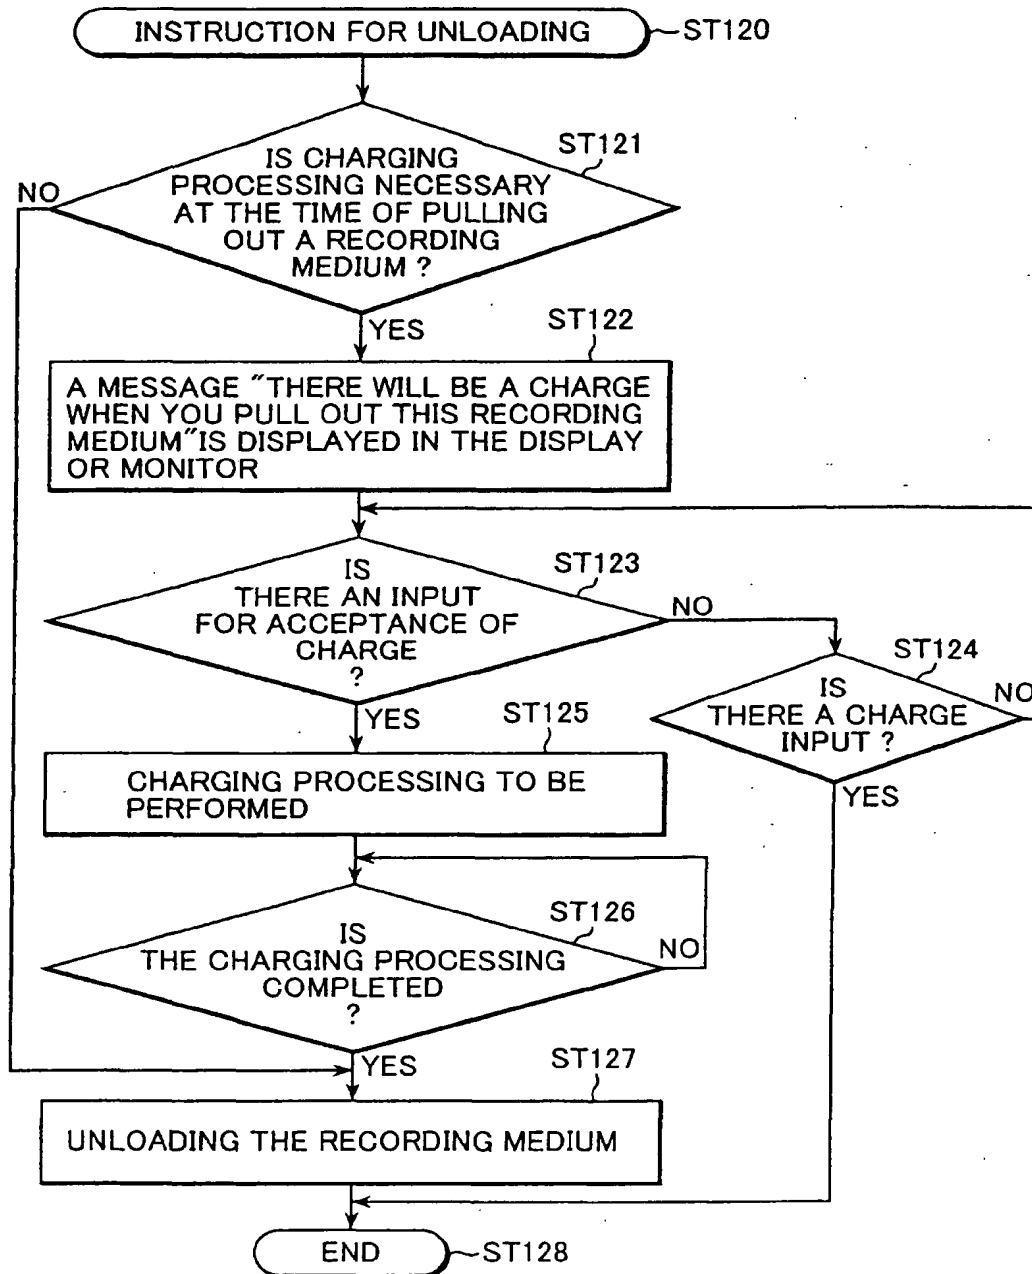 INSTRUCTION FOR UNLOADING
ST120
ST121
IS CHARGING
PROCESSING NECESSARY
AT THE TIME OF PULLING
OUT A RECORDING
MEDIUM ?
NO
YES
ST122
A MESSAGE "THERE WILL BE A CHARGE
WHEN YOU PULL OUT THIS RECORDING
MEDIUM"IS DISPLAYED IN THE DISPLAY
OR MONITOR
ST123
IS
THERE AN INPUT
FOR ACCEPTANCE OF
CHARGE
?
NO
YES
ST124
IS
THERE A CHARGE
INPUT ?
NO
YES
ST125
CHARGING PROCESSING TO BE
PERFORMED
ST126
IS
THE CHARGING PROCESSING
COMPLETED
?
NO
YES
ST127
UNLOADING THE RECORDING MEDIUM
END
ST128